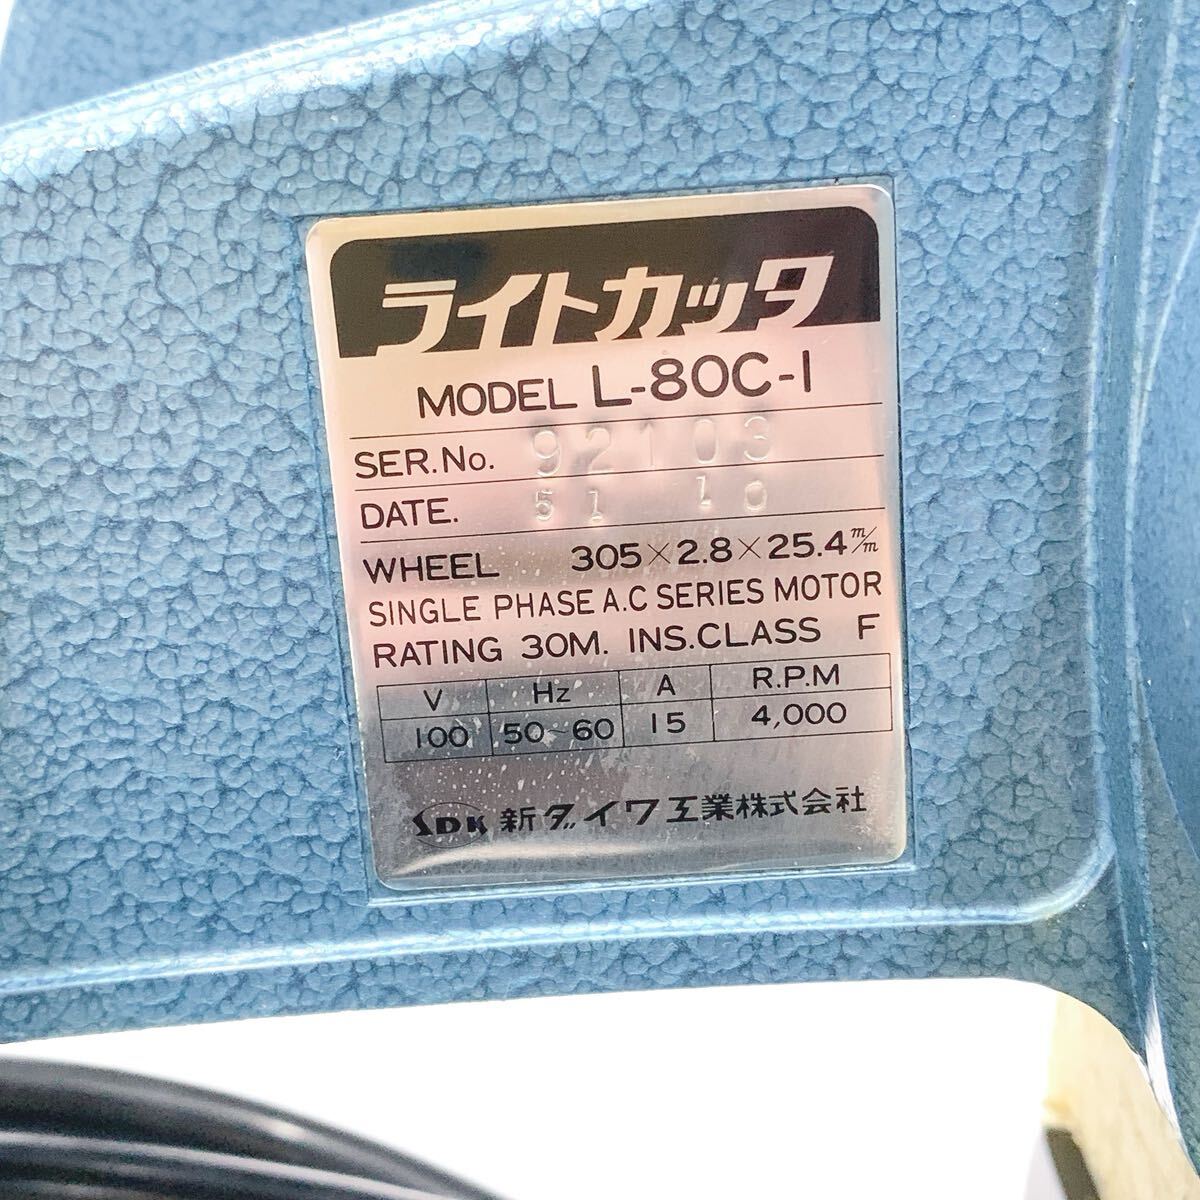 ライトカッタ
MODEL L-80C-1
SER.No. 92103
DATE. 51 10
WHEEL 305×2.8×25.4 m/m
SINGLE PHASE A.C SERIES MOTOR
RATING 30M. INS.CLASS F
V Hz A R.P.M
100 50~60 15 4,000
SDK 新ダイワ工業株式会社